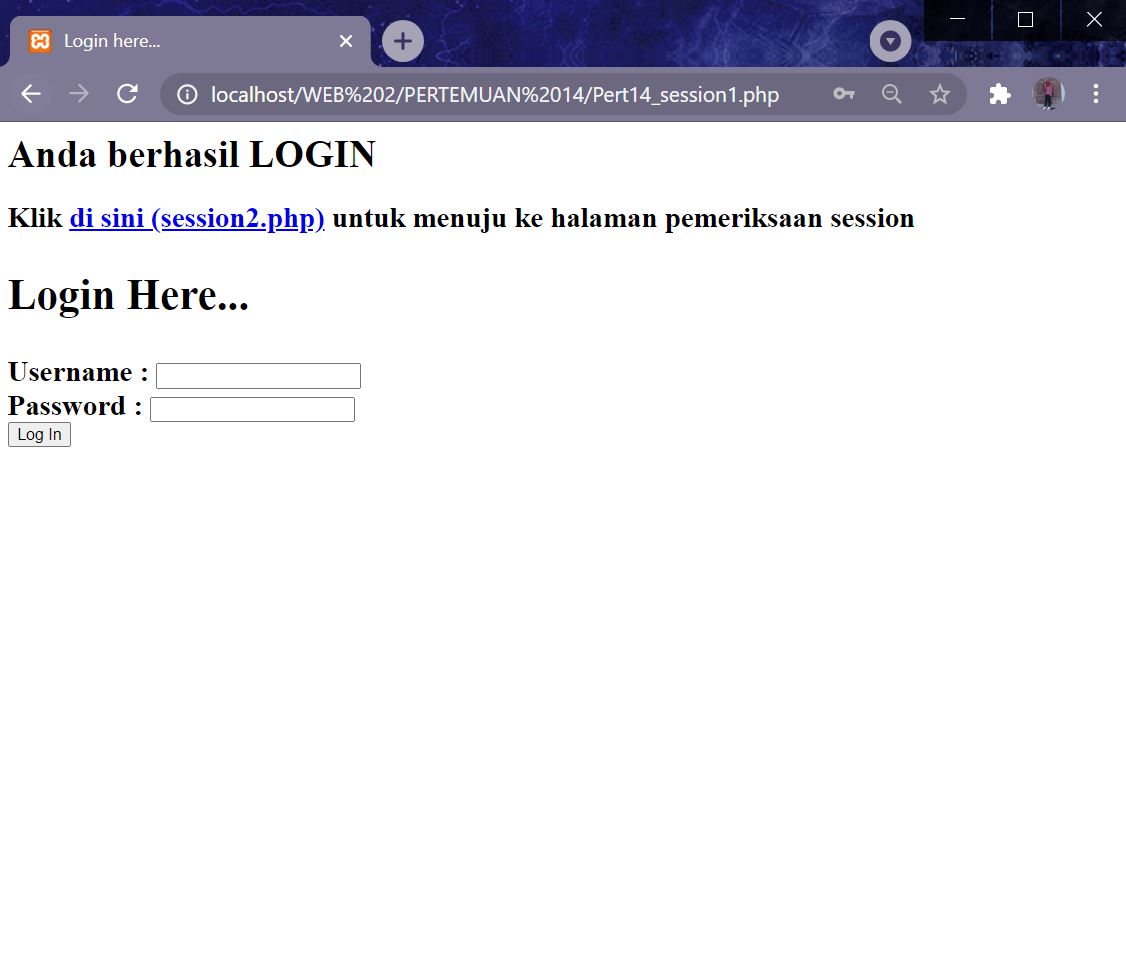 Login here...
localhost/WEB%202/PERTEMUAN%2014/Pert14_session1.php
Anda berhasil LOGIN
Klik di sini (session2.php) untuk menuju ke halaman pemeriksaan session
Login Here...
Username :
Password :
Log In